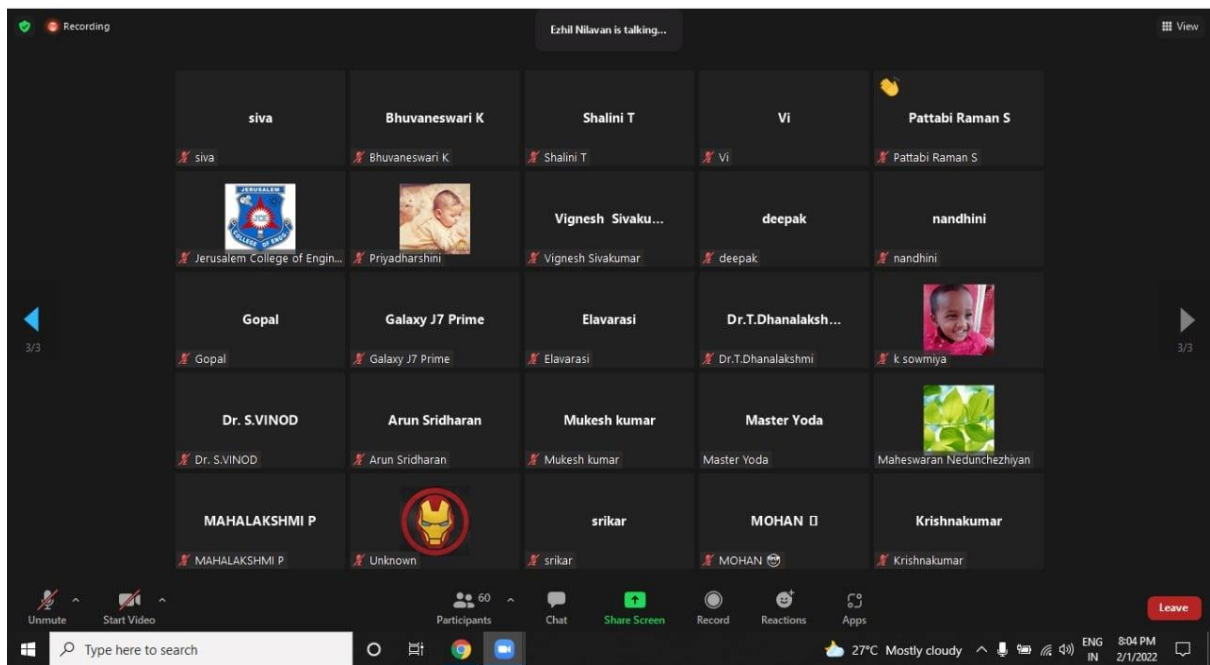 Recording
Ezhil Nilavan is talking...
View
siva
Bhuvaneswari K
Shalini T
Vi
Pattabi Raman S
siva
Bhuvaneswari K
Shalini T
Vi
Pattabi Raman S
JERUSALEM
JCE
COLLEGE OF ENGG.
Vignesh Sivaku...
deepak
nandhini
Jerusalem College of Engin...
Priyadharshini
Vignesh Sivakumar
deepak
nandhini
Gopal
Galaxy J7 Prime
Elavarasi
Dr.T.Dhanalaksh...
3/3
3/3
Gopal
Galaxy J7 Prime
Elavarasi
Dr.T.Dhanalakshmi
k sowmiya
Dr. S.VINOD
Arun Sridharan
Mukesh kumar
Master Yoda
Dr. S.VINOD
Arun Sridharan
Mukesh kumar
Master Yoda
Maheswaran Nedunchezhiyan
MAHALAKSHMI P
srikar
MOHAN
Krishnakumar
MAHALAKSHMI P
Unknown
srikar
MOHAN 😎
Krishnakumar
60
Unmute
Start Video
Participants
Chat
Share Screen
Record
Reactions
Apps
Leave
Type here to search
27°C Mostly cloudy
ENG
IN
8:04 PM
2/1/2022